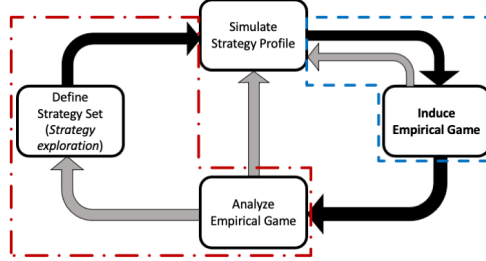 Simulate
Strategy Profile
Define
Strategy Set
(Strategy
exploration)
Induce
Empirical Game
Analyze
Empirical Game